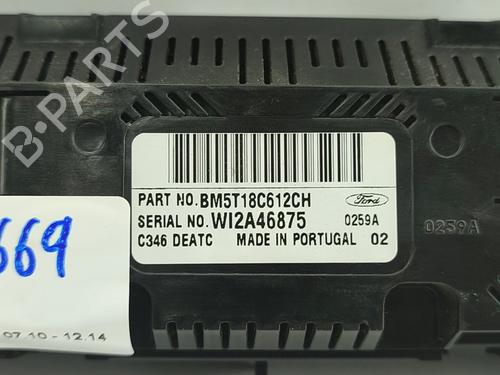 B-PARTS
PART NO. BM5T18C612CH
Ford
SERIAL NO. WI2A46875 0259A
C346 DEATC MADE IN PORTUGAL 02
0259A
669
07.10 - 12.14